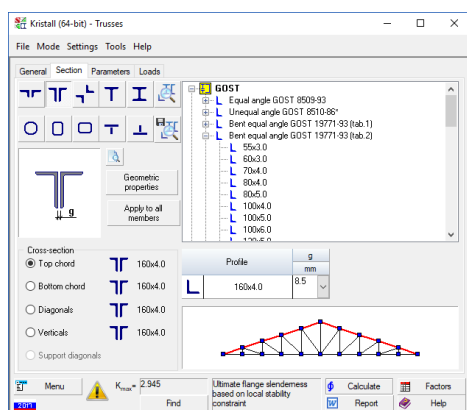 Kristall (64-bit) - Trusses
File Mode Settings Tools Help
General Section Parameters Loads
GOST
Equal angle GOST 8509-93
Unequal angle GOST 8510-86*
Bent equal angle GOST 19771-93 (tab.1)
Bent equal angle GOST 19771-93 (tab.2)
55x3.0
60x3.0
70x4.0
80x4.0
80x5.0
100x4.0
100x5.0
100x6.0
g
Geometric
properties
Apply to all
members
Cross-section
Top chord 160x4.0
Bottom chord 160x4.0
Diagonals 160x4.0
Verticals 160x4.0
Support diagonals
Profile g
mm
160x4.0 8.5
Menu
Kmax= 2.945
Find
Ultimate flange slenderness
based on local stability
constraint
Calculate Factors
Report Help